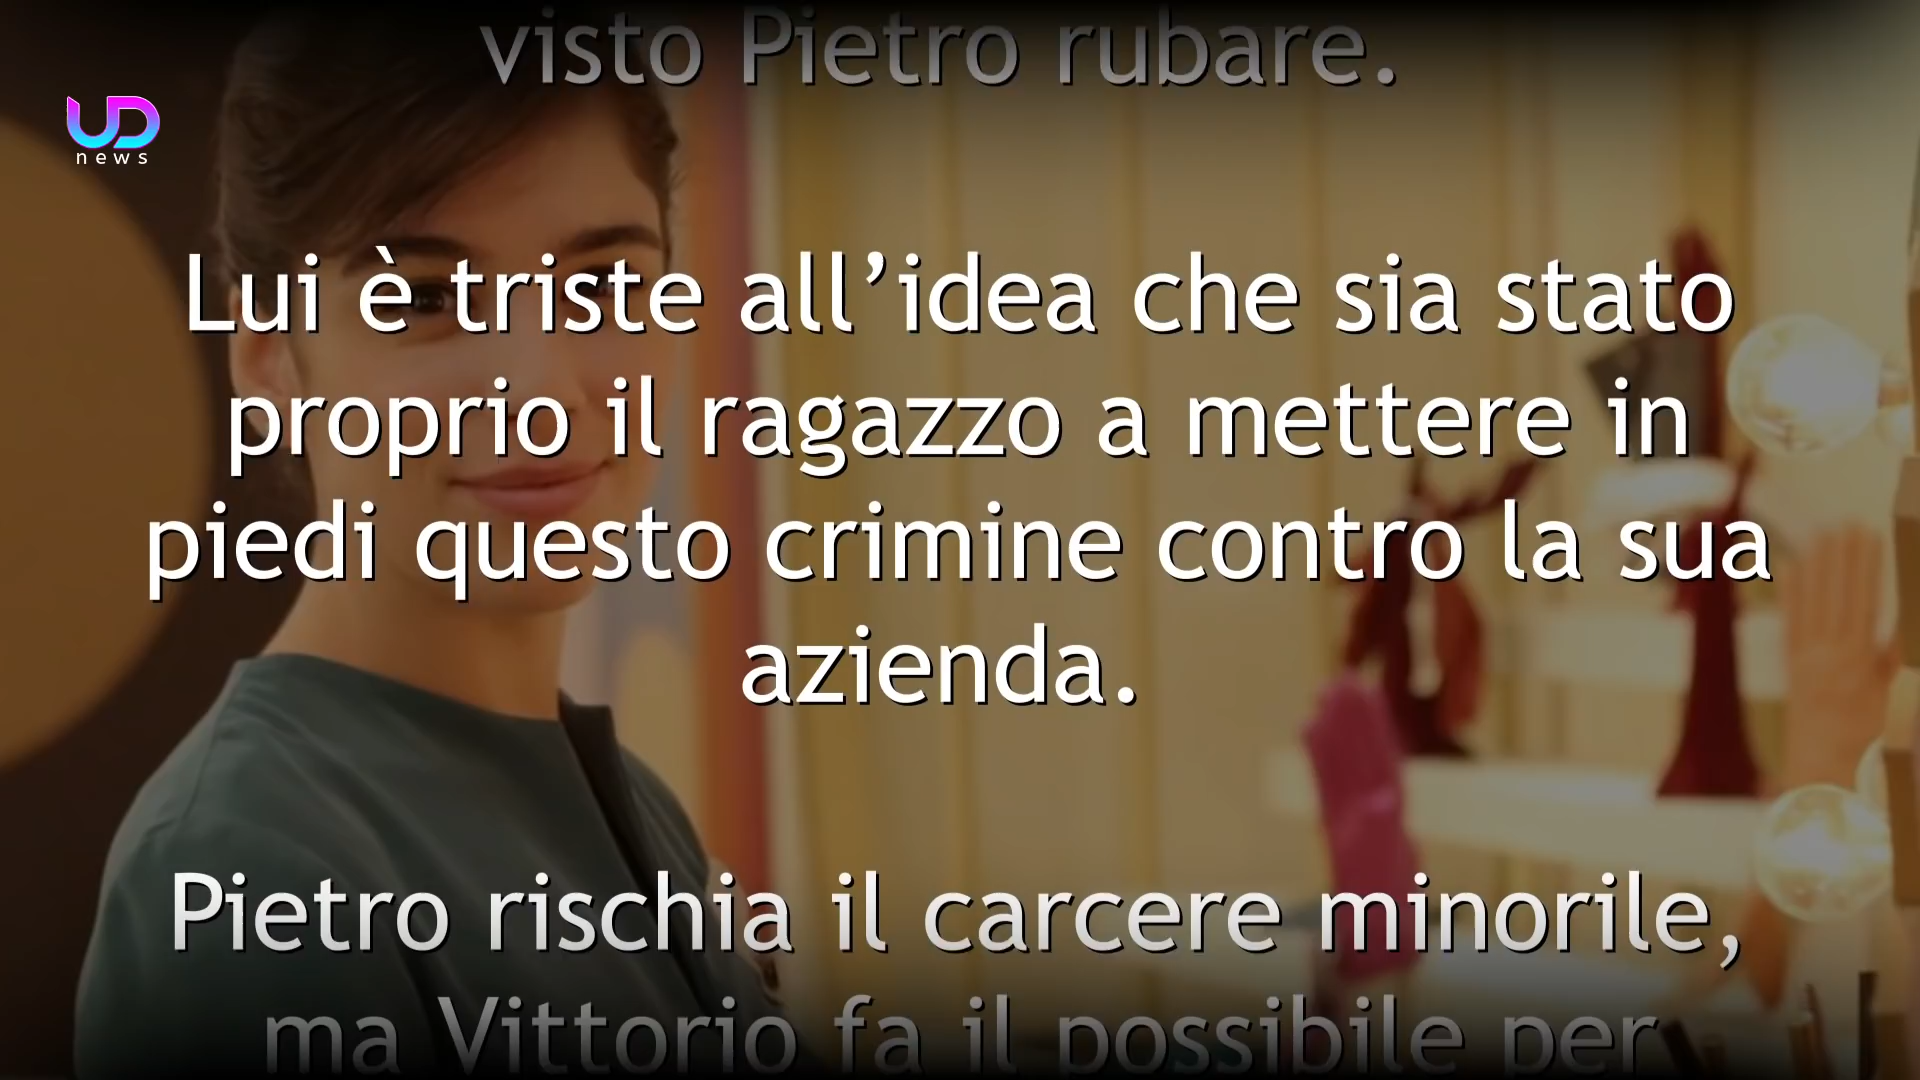 visto Pietro rubare.
UD
news
Lui è triste all’idea che sia stato
proprio il ragazzo a mettere in
piedi questo crimine contro la sua
azienda.
Pietro rischia il carcere minorile,
ma Vittorio fa il possibile per